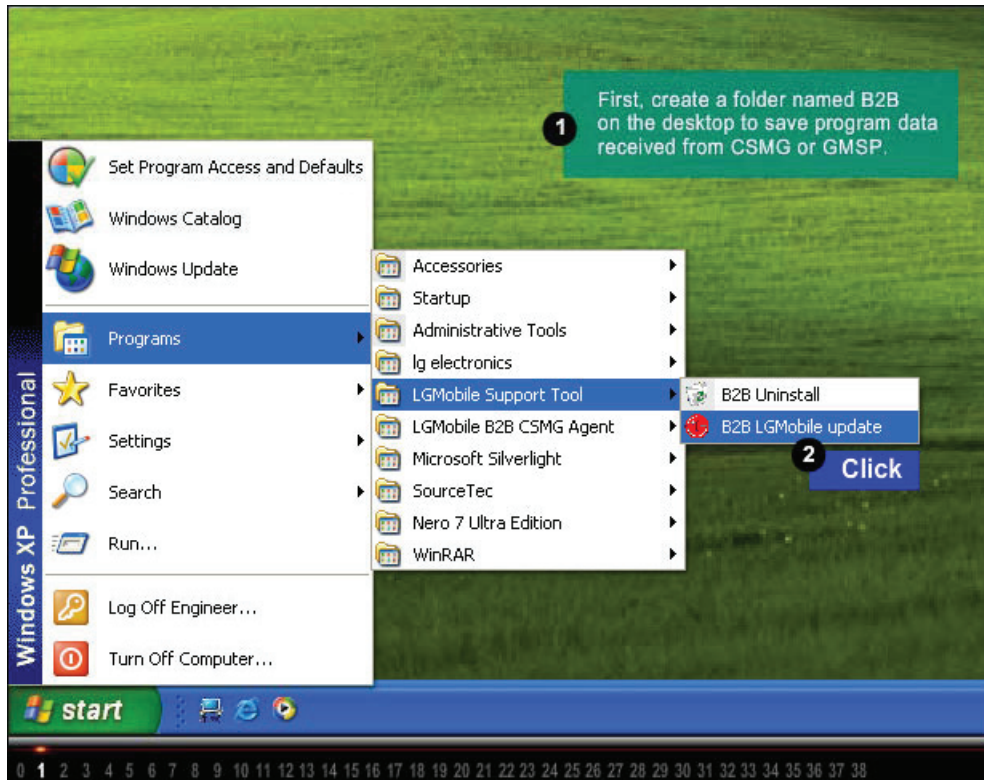 1
First, create a folder named B2B
on the desktop to save program data
received from CSMG or GMSP.
Windows XP Professional
Set Program Access and Defaults
Windows Catalog
Windows Update
Programs
Favorites
Settings
Search
Run...
Log Off Engineer...
Turn Off Computer...
Accessories
Startup
Administrative Tools
lg electronics
LGMobile Support Tool
LGMobile B2B CSMG Agent
Microsoft Silverlight
SourceTec
Nero 7 Ultra Edition
WinRAR
B2B Uninstall
B2B LGMobile update
2
Click
start
0 1 2 3 4 5 6 7 8 9 10 11 12 13 14 15 16 17 18 19 20 21 22 23 24 25 26 27 28 29 30 31 32 33 34 35 36 37 38